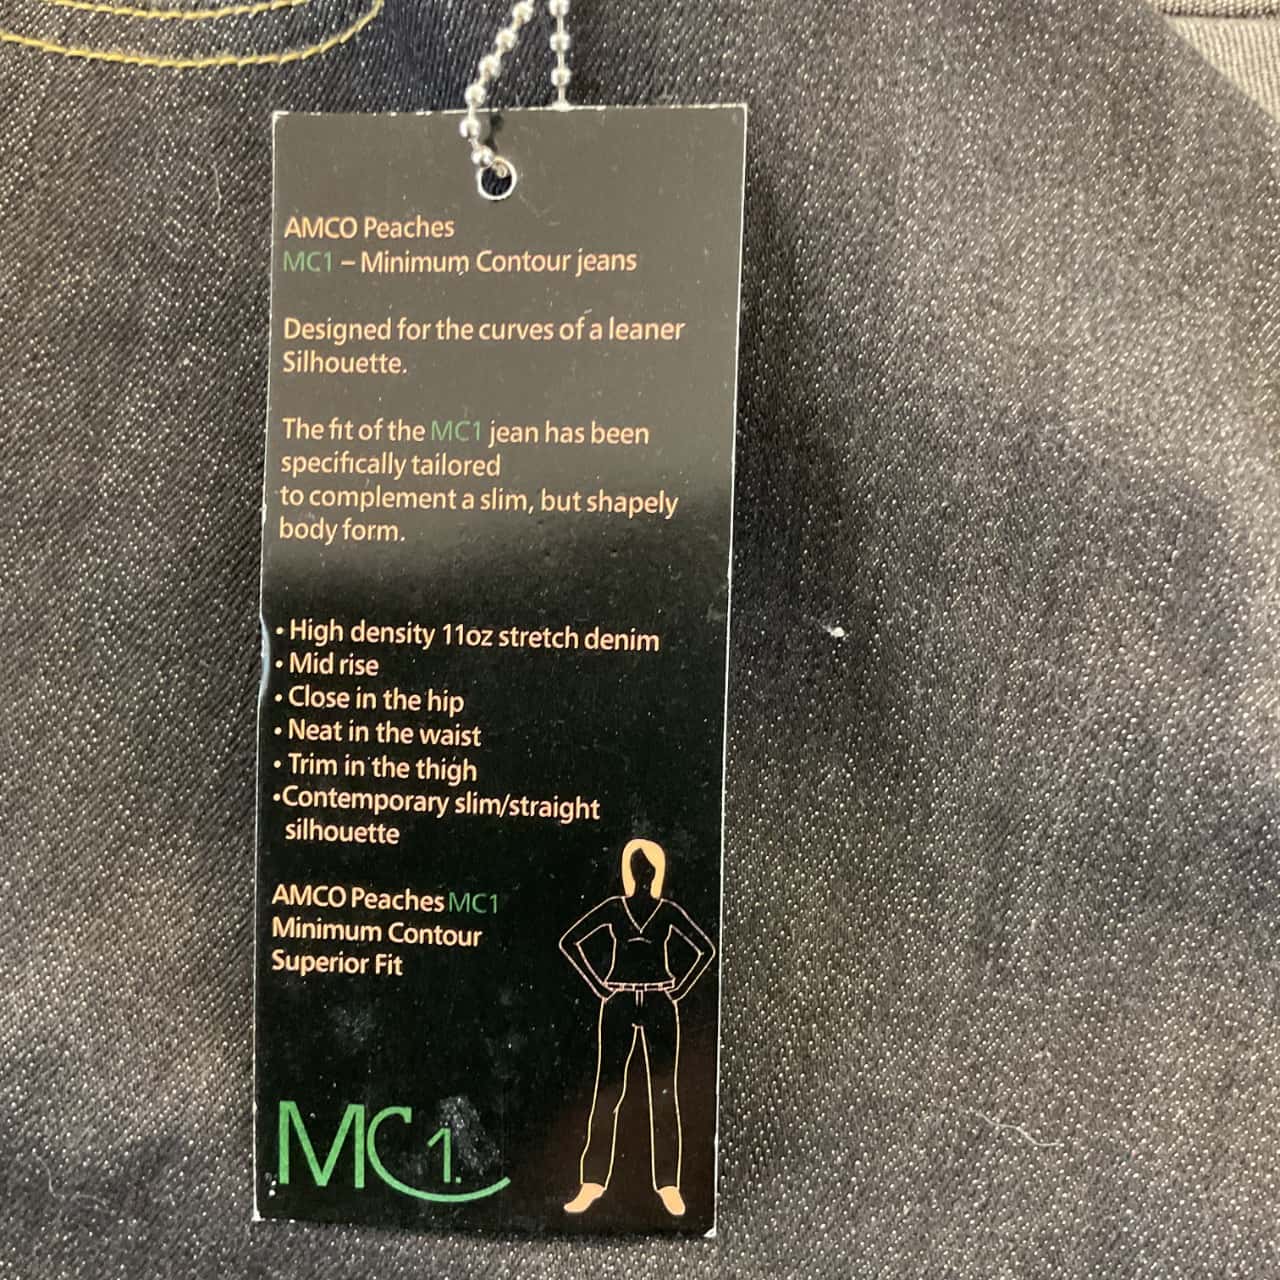 AMCO Peaches
MC1 – Minimum Contour jeans
Designed for the curves of a leaner
Silhouette.
The fit of the MC1 jean has been
specifically tailored
to complement a slim, but shapely
body form.
• High density 11oz stretch denim
• Mid rise
• Close in the hip
• Neat in the waist
• Trim in the thigh
•Contemporary slim/straight
silhouette
AMCO Peaches MC1
Minimum Contour
Superior Fit
MC1.